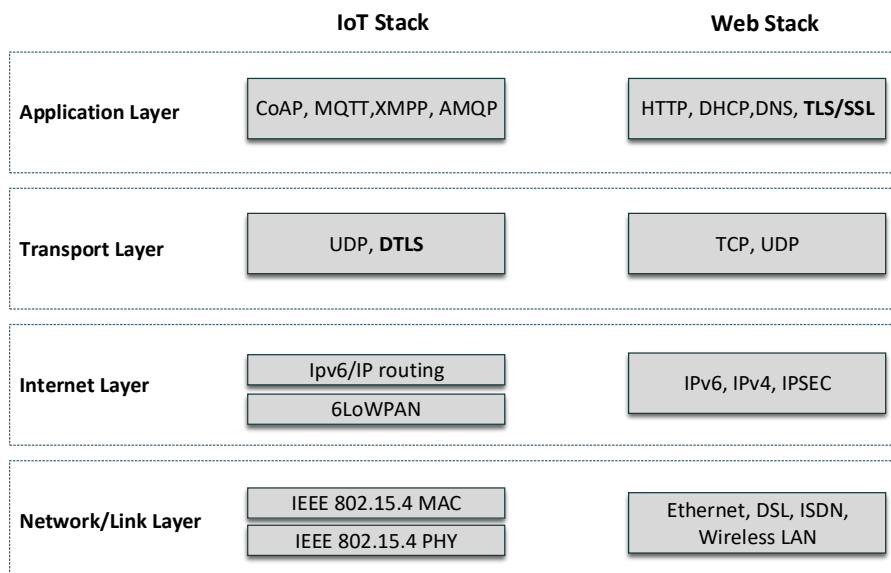 IoT Stack
Web Stack
Application Layer
CoAP, MQTT,XMPP, AMQP
HTTP, DHCP,DNS, TLS/SSL
Transport Layer
UDP, DTLS
TCP, UDP
Internet Layer
Ipv6/IP routing
6LoWPAN
IPv6, IPv4, IPSEC
Network/Link Layer
IEEE 802.15.4 MAC
IEEE 802.15.4 PHY
Ethernet, DSL, ISDN,
Wireless LAN